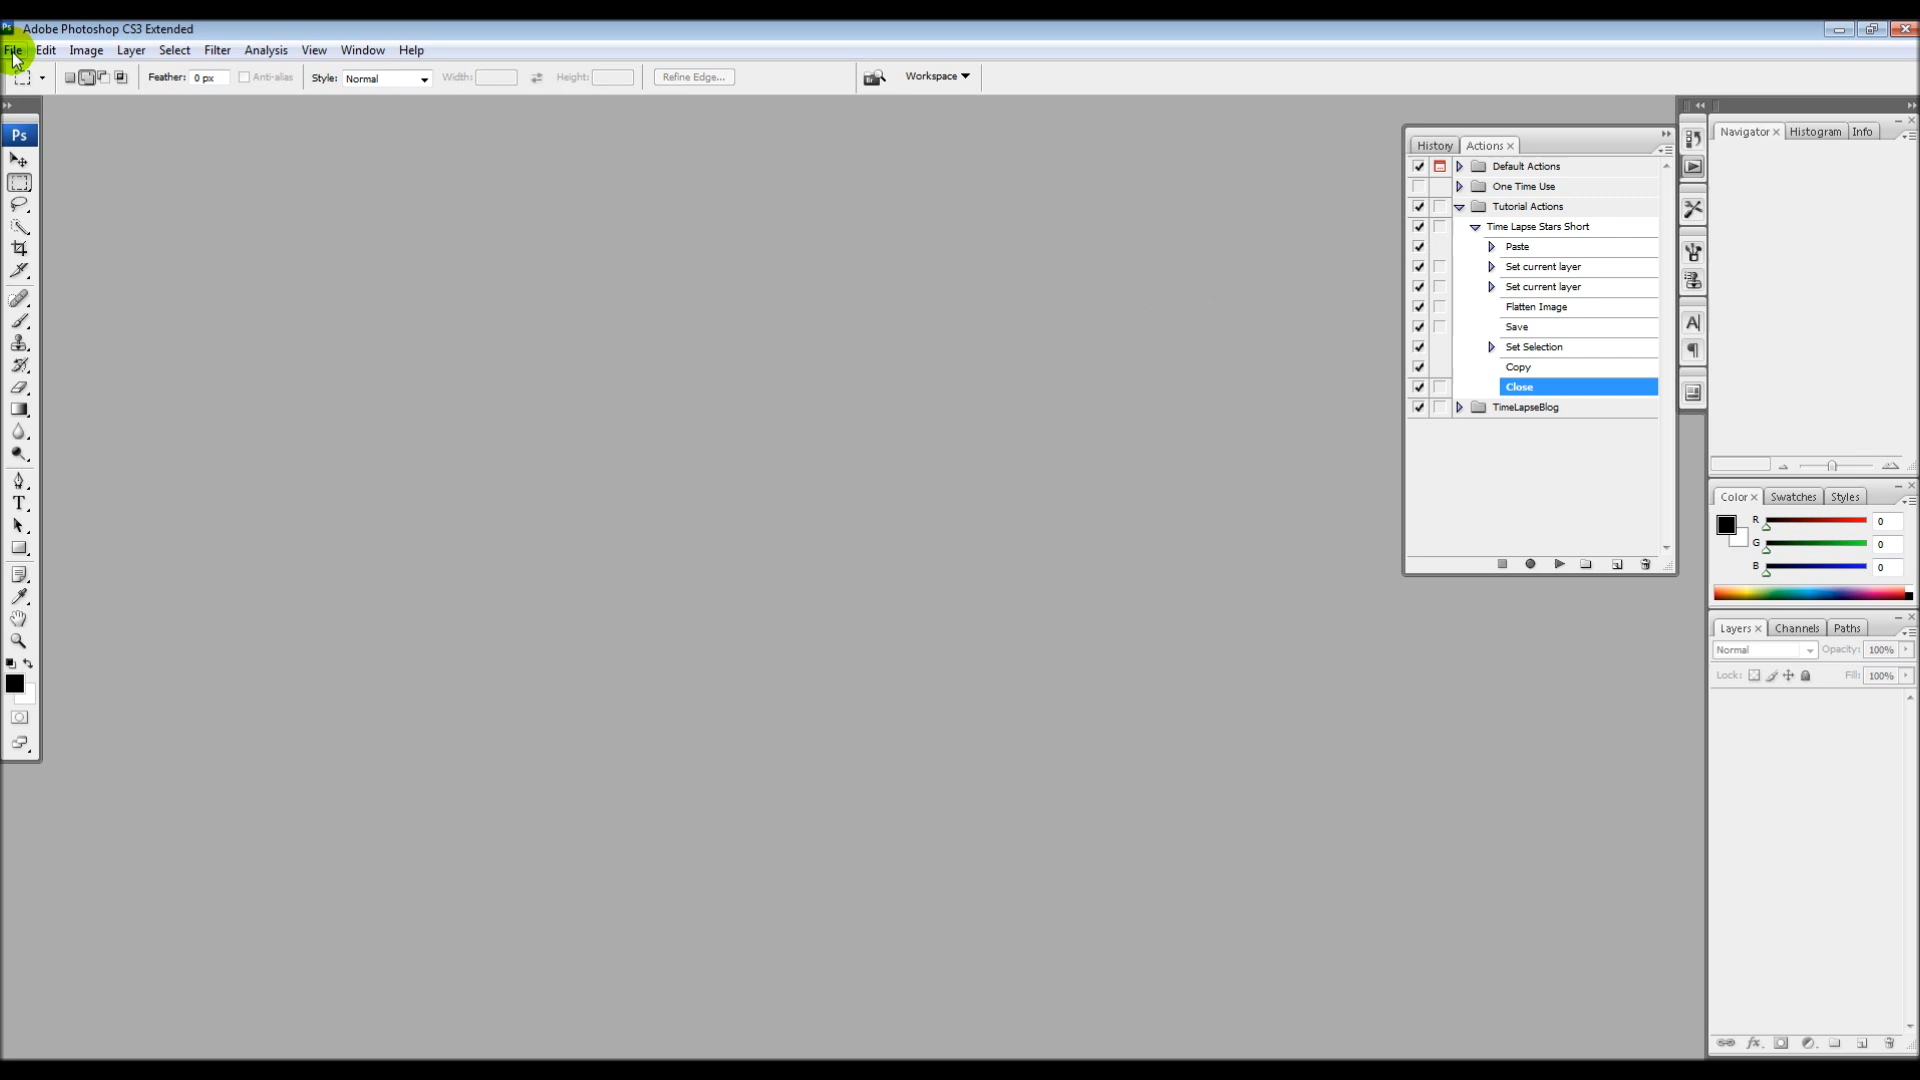 Ps Adobe Photoshop CS3 Extended
File Edit Image Layer Select Filter Analysis View Window Help
Feather: 0 px Anti-alias Style: Normal Width: Height: Refine Edge... Workspace
Ps
T
History Actions
Default Actions
One Time Use
Tutorial Actions
Time Lapse Stars Short
Paste
Set current layer
Set current layer
Flatten Image
Save
Set Selection
Copy
Close
TimeLapseBlog
A
Navigator Histogram Info
Color Swatches Styles
R 0
G 0
B 0
Layers Channels Paths
Normal Opacity: 100%
Lock: Fill: 100%
fx